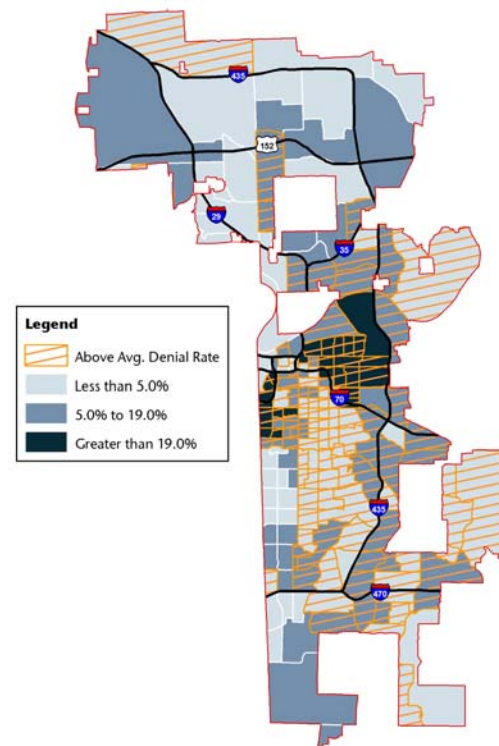 435
152
29
35
Legend
Above Avg. Denial Rate
Less than 5.0%
5.0% to 19.0%
Greater than 19.0%
70
435
470